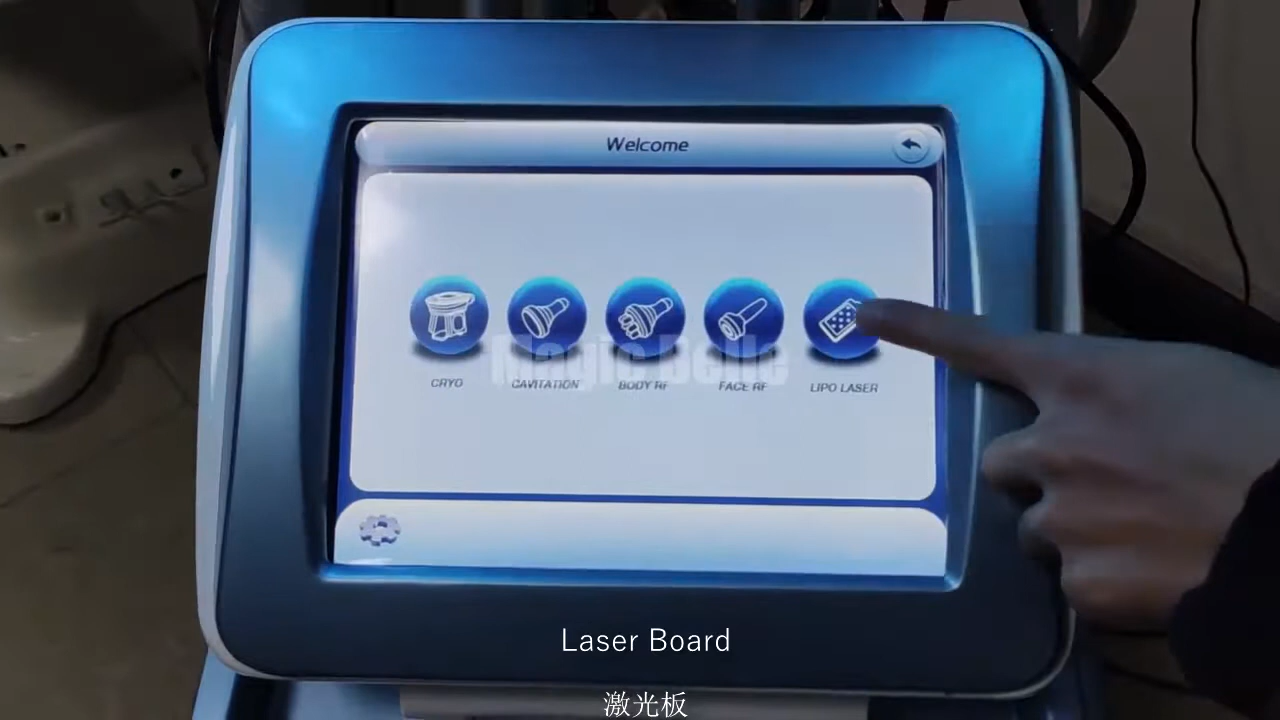 Welcome
CRYO
CAVITATION
BODY RF
FACE RF
LIPO LASER
Magic Belle
Laser Board
激光板